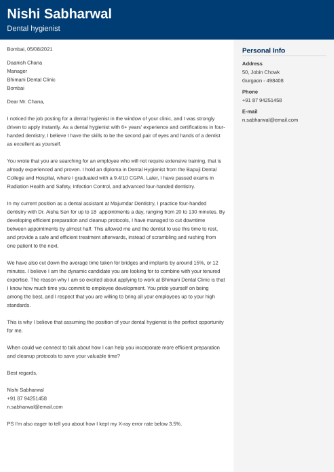 Nishi Sabharwal
Dental hygienist
Bombai, 05/08/2021
Daansh Chana
Manager
Bhimani Dental Clinic
Bombai
Dear Mr. Chana,
I noticed the job posting for a dental hygienist in the window of your clinic, and I was strongly
driven to apply instantly. As a dental hygienist with 6+ years' experience and certifications in four-
handed dentistry, I believe I have the skills to be the second pair of eyes and hands of a dentist
as excellent as yourself.
You wrote that you are searching for an employee who will not require extensive training, that is
already experienced and proven. I hold an diploma in Dental Hygienist from the Rapaji Dental
College and Hospital, where I graduated with a 9.4/10 CGPA. Later, I have passed exams in
Radiation Health and Safety, Infection Control, and advanced four-handed dentistry.
In my current position as a dental assistant at Majumdar Dentistry, I practice four-handed
dentistry with Dr. Aisha Sari for up to 18 appointments a day, ranging from 20 to 130 minutes. By
developing efficient preparation and cleanup protocols, I have managed to cut downtime
between appointments by almost half. This allowed me and the dentist to use this time to rest,
and provide a safe and efficient treatment afterwards, instead of scrambling and rushing from
one patient to the next.
We have also cut down the average time taken for bridges and implants by around 15%, or 12
minutes. I believe I am the dynamic candidate you are looking for to combine with your tenured
expertise. The reason why I am so excited about applying to work at Bhimani Dental Clinic is that
I know how much time you commit to employee development. You pride yourself on being
among the best, and I respect that you are willing to bring all your employees up to your high
standards.
This is why I believe that assuming the position of your dental hygienist is the perfect opportunity
for me.
When could we connect to talk about how I can help you incorporate more efficient preparation
and cleanup protocols to save your valuable time?
Best regards,
Nishi Sabharwal
+91 87 94251458
n.sabharwal@email.com
PS I'm also eager to tell you about how I kept my X-ray error rate below 3.5%.
Personal Info
Address
50, Jobin Chowk
Gurgaon - 498408
Phone
+91 87 94251458
E-mail
n.sabharwal@email.com